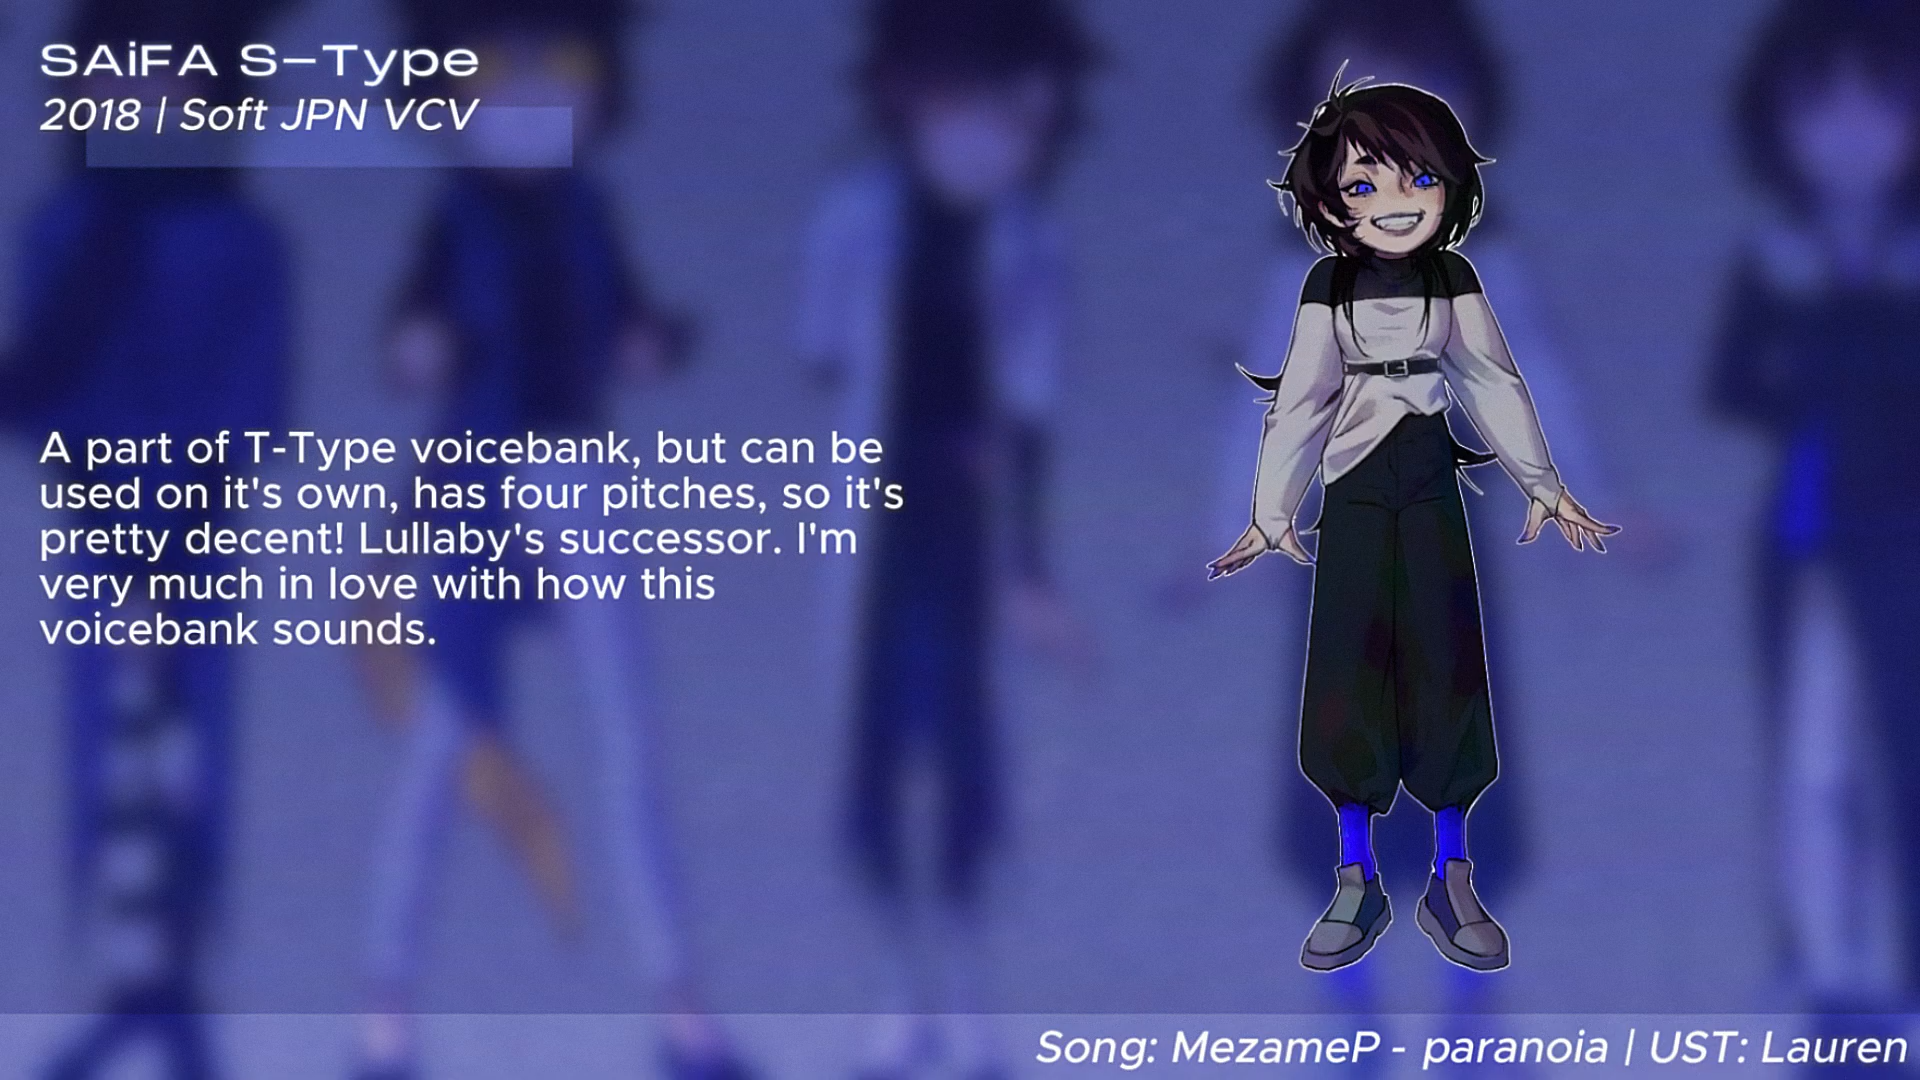 SAiFA S–Type
2018 | Soft JPN VCV
A part of T-Type voicebank, but can be
used on it's own, has four pitches, so it's
pretty decent! Lullaby's successor. I'm
very much in love with how this
voicebank sounds.
Song: MezameP - paranoia | UST: Lauren